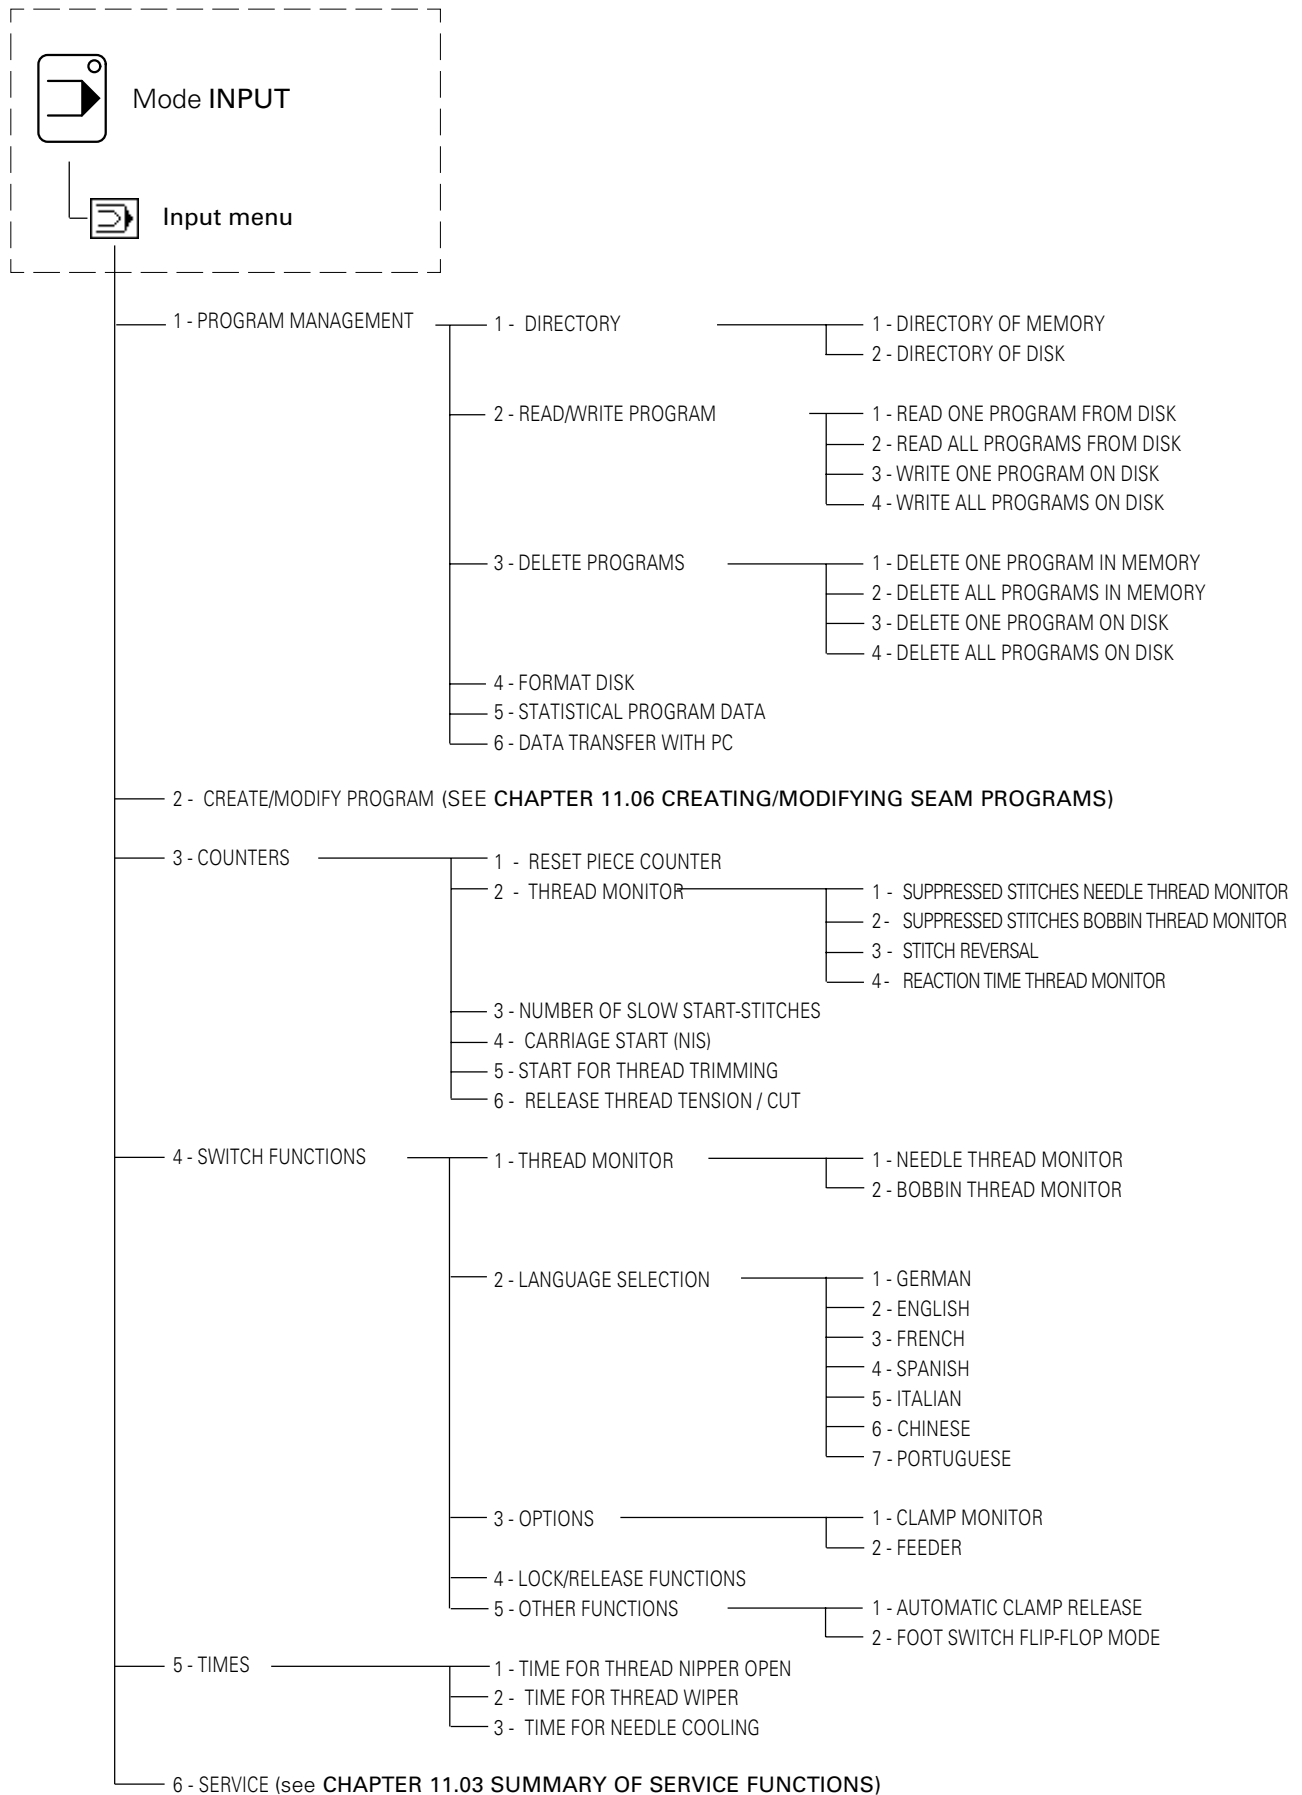 Mode INPUT
Input menu
1 - PROGRAM MANAGEMENT
1 - DIRECTORY
1 - DIRECTORY OF MEMORY
2 - DIRECTORY OF DISK
2 - READ/WRITE PROGRAM
1 - READ ONE PROGRAM FROM DISK
2 - READ ALL PROGRAMS FROM DISK
3 - WRITE ONE PROGRAM ON DISK
4 - WRITE ALL PROGRAMS ON DISK
3 - DELETE PROGRAMS
1 - DELETE ONE PROGRAM IN MEMORY
2 - DELETE ALL PROGRAMS IN MEMORY
3 - DELETE ONE PROGRAM ON DISK
4 - DELETE ALL PROGRAMS ON DISK
4 - FORMAT DISK
5 - STATISTICAL PROGRAM DATA
6 - DATA TRANSFER WITH PC
2 - CREATE/MODIFY PROGRAM (SEE CHAPTER 11.06 CREATING/MODIFYING SEAM PROGRAMS)
3 - COUNTERS
1 - RESET PIECE COUNTER
2 - THREAD MONITOR
1 - SUPPRESSED STITCHES NEEDLE THREAD MONITOR
2 - SUPPRESSED STITCHES BOBBIN THREAD MONITOR
3 - STITCH REVERSAL
4 - REACTION TIME THREAD MONITOR
3 - NUMBER OF SLOW START-STITCHES
4 - CARRIAGE START (NIS)
5 - START FOR THREAD TRIMMING
6 - RELEASE THREAD TENSION / CUT
4 - SWITCH FUNCTIONS
1 - THREAD MONITOR
1 - NEEDLE THREAD MONITOR
2 - BOBBIN THREAD MONITOR
2 - LANGUAGE SELECTION
1 - GERMAN
2 - ENGLISH
3 - FRENCH
4 - SPANISH
5 - ITALIAN
6 - CHINESE
7 - PORTUGUESE
3 - OPTIONS
1 - CLAMP MONITOR
2 - FEEDER
4 - LOCK/RELEASE FUNCTIONS
5 - OTHER FUNCTIONS
1 - AUTOMATIC CLAMP RELEASE
2 - FOOT SWITCH FLIP-FLOP MODE
5 - TIMES
1 - TIME FOR THREAD NIPPER OPEN
2 - TIME FOR THREAD WIPER
3 - TIME FOR NEEDLE COOLING
6 - SERVICE (see CHAPTER 11.03 SUMMARY OF SERVICE FUNCTIONS)